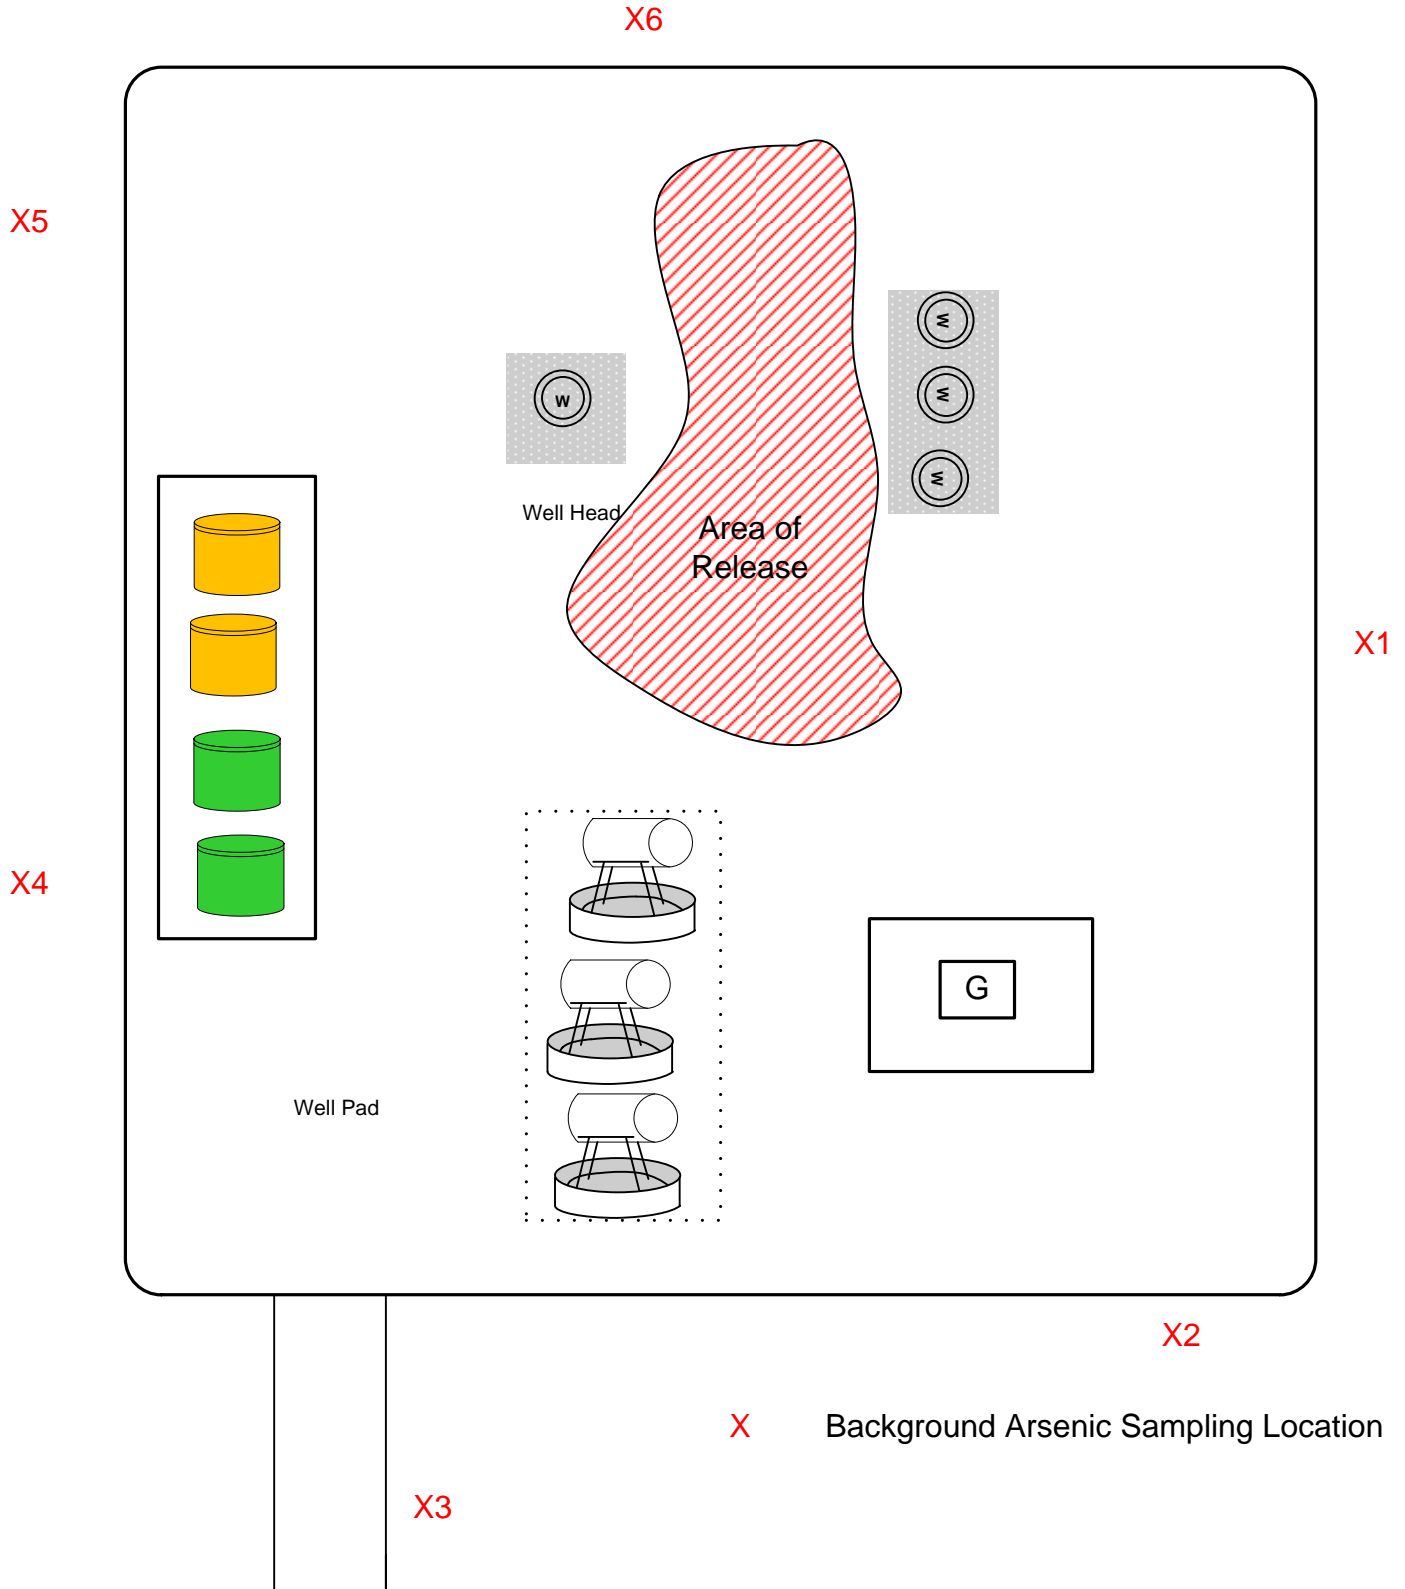 X6
X5
W
W
W
W
Well Head
Area of
Release
X1
X4
G
Well Pad
X2
X Background Arsenic Sampling Location
X3